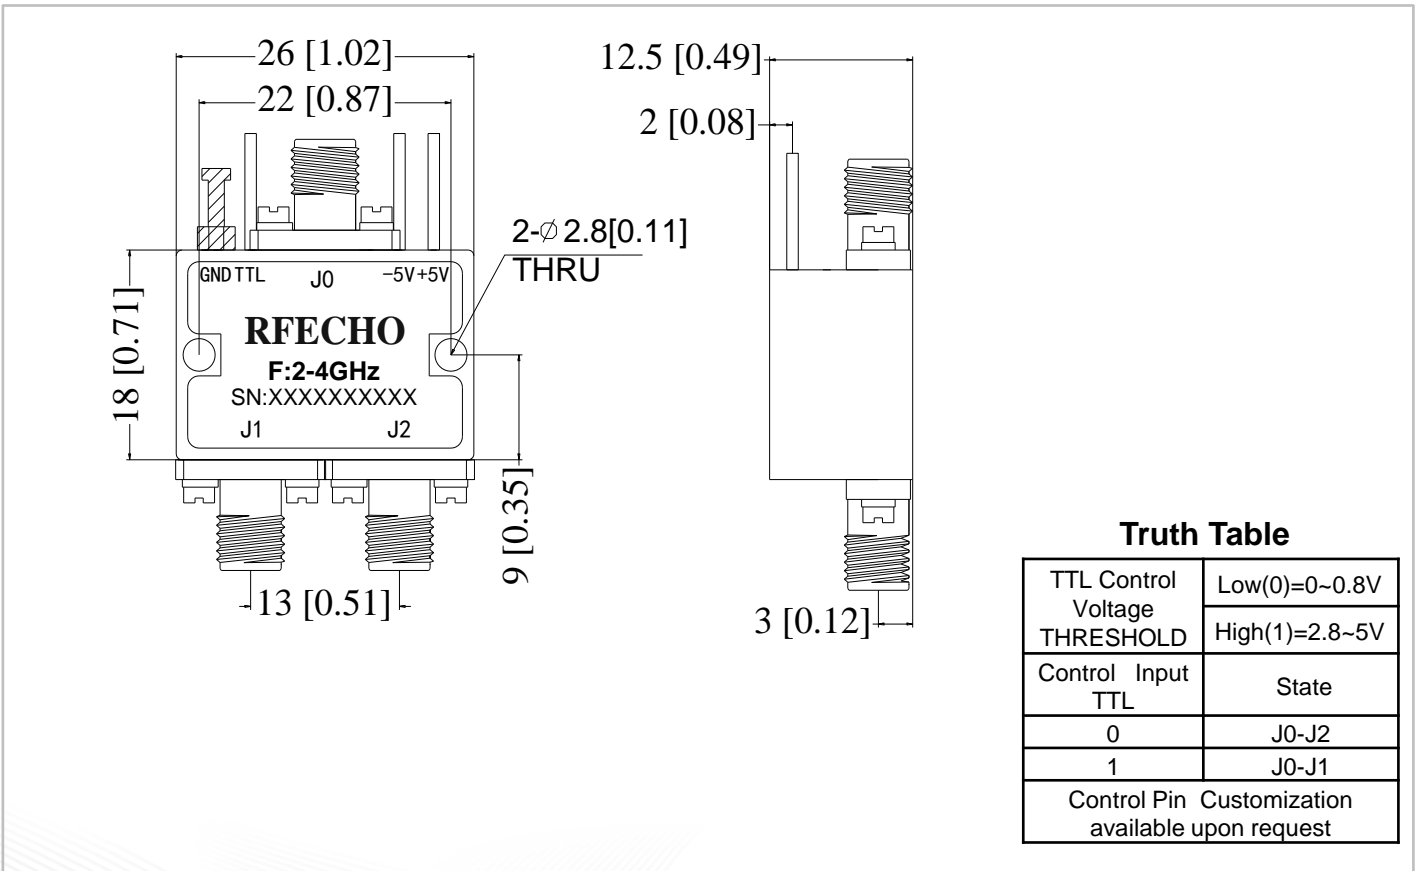 26 [1.02]
22 [0.87]
12.5 [0.49]
2 [0.08]
2-∅ 2.8[0.11]
THRU
GND TTL J0 -5V +5V
RFECHO
F:2-4GHz
SN:XXXXXXXXXX
J1 J2
18 [0.71]
9 [0.35]
13 [0.51]
3 [0.12]
Truth Table
TTL Control
Voltage
THRESHOLD
Low(0)=0~0.8V
High(1)=2.8~5V
Control Input
TTL
State
0 J0-J2
1 J0-J1
Control Pin Customization
available upon request